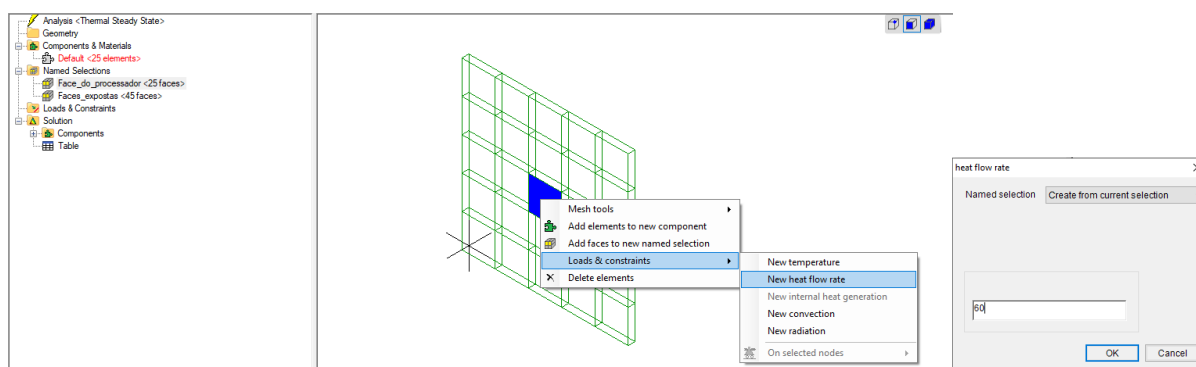 Analysis <Thermal Steady State>
Geometry
Components & Materials
Default <25 elements>
Named Selections
Face_do_processador <25 faces>
Faces_expostas <45 faces>
Loads & Constraints
Solution
Components
Table
Mesh tools
Add elements to new component
Add faces to new named selection
Loads & constraints
Delete elements
New temperature
New heat flow rate
New internal heat generation
New convection
New radiation
On selected nodes
heat flow rate
Named selection
Create from current selection
60
OK
Cancel